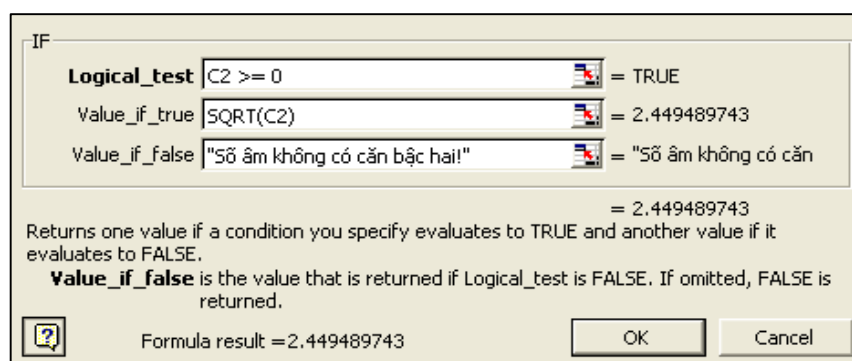 IF
Logical_test C2 >= 0 = TRUE
Value_if_true SQRT(C2) = 2.449489743
Value_if_false "Số âm không có căn bậc hai!" = "Số âm không có căn
= 2.449489743
Returns one value if a condition you specify evaluates to TRUE and another value if it
evaluates to FALSE.
Value_if_false is the value that is returned if Logical_test is FALSE. If omitted, FALSE is
returned.
? Formula result =2.449489743 OK Cancel